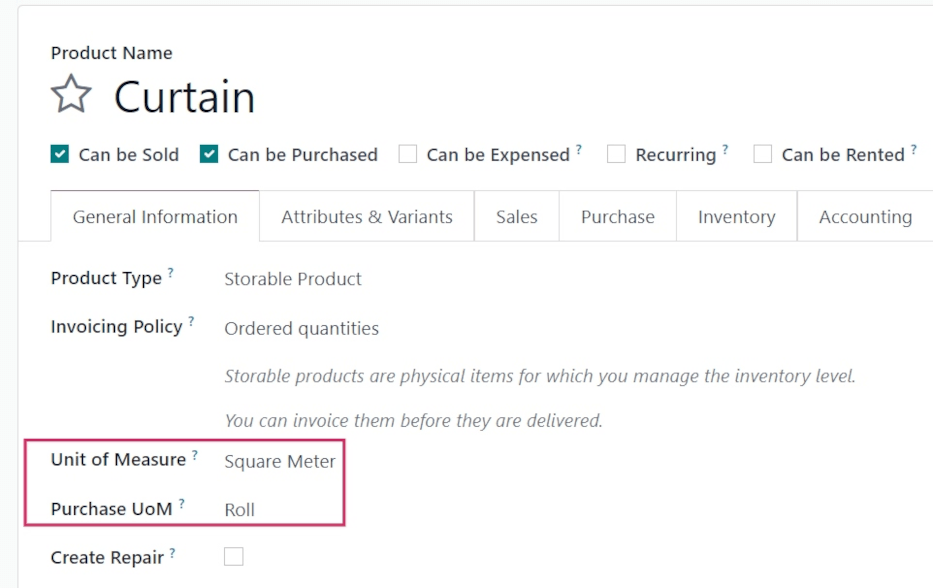 Product Name
Curtain
Can be Sold Can be Purchased Can be Expensed ? Recurring ? Can be Rented ?
General Information Attributes & Variants Sales Purchase Inventory Accounting
Product Type ? Storable Product
Invoicing Policy ? Ordered quantities
Storable products are physical items for which you manage the inventory level.
You can invoice them before they are delivered.
Unit of Measure ? Square Meter
Purchase UoM ? Roll
Create Repair ?